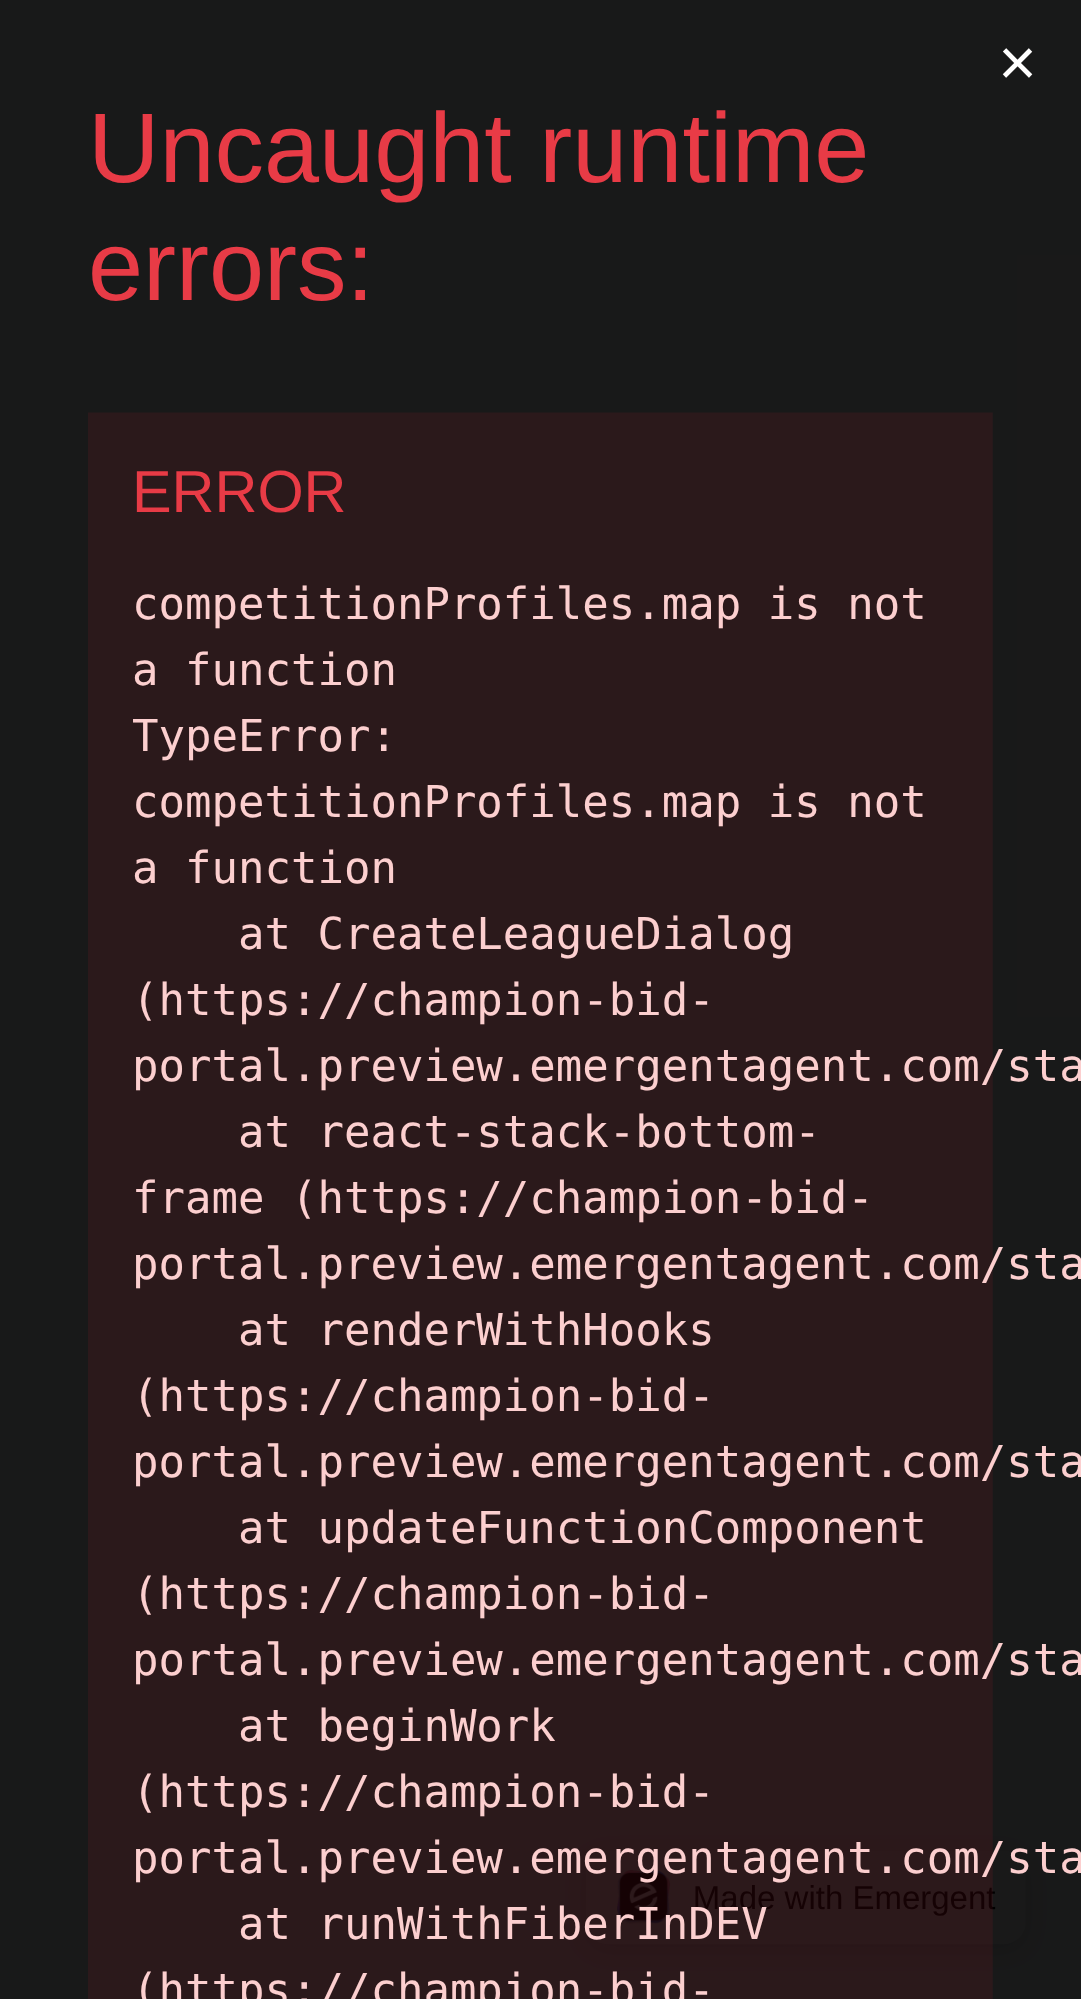 ×
Uncaught runtime
errors:
ERROR
competitionProfiles.map is not
a function
TypeError:
competitionProfiles.map is not
a function
    at CreateLeagueDialog
(https://champion-bid-
portal.preview.emergentagent.com/sta
    at react-stack-bottom-
frame (https://champion-bid-
portal.preview.emergentagent.com/sta
    at renderWithHooks
(https://champion-bid-
portal.preview.emergentagent.com/sta
    at updateFunctionComponent
(https://champion-bid-
portal.preview.emergentagent.com/sta
    at beginWork
(https://champion-bid-
portal.preview.emergentagent.com/sta
Made with Emergent
    at runWithFiberInDEV
(https://champion-bid-